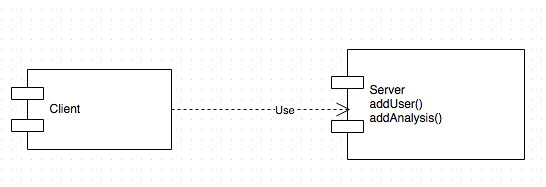 Client
Use
Server
addUser()
addAnalysis()